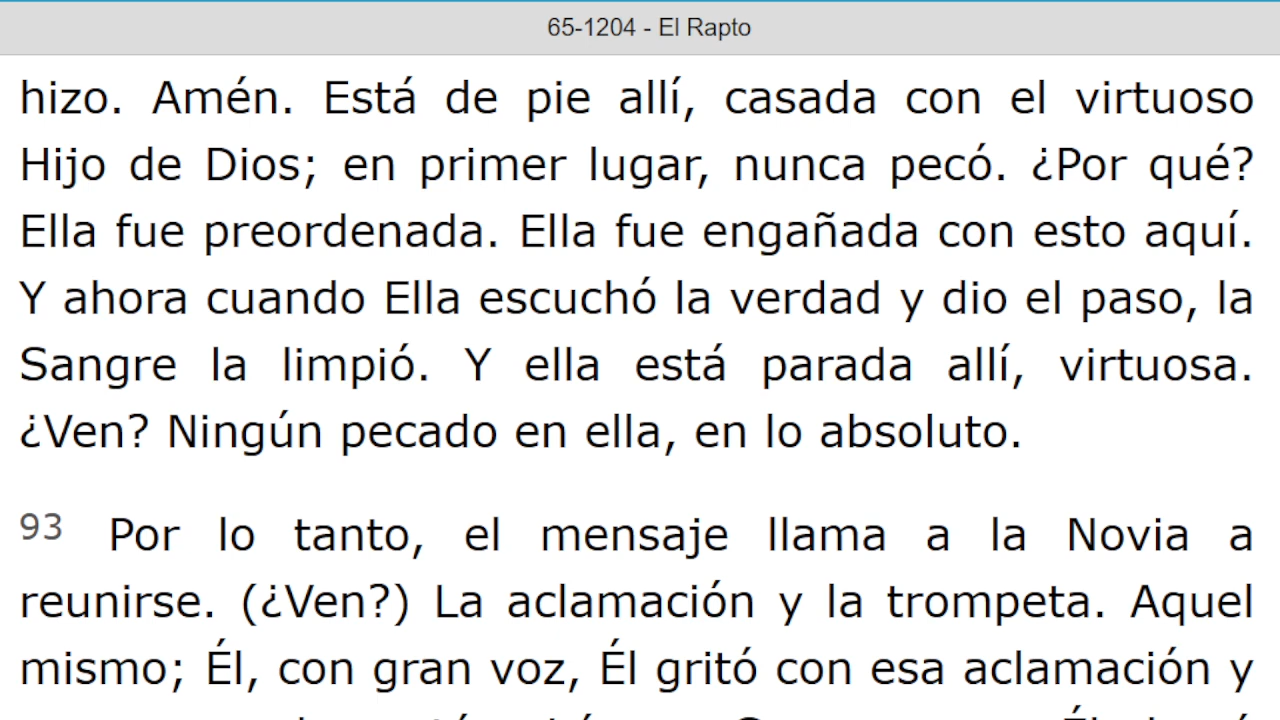 65-1204 - El Rapto
hizo. Amén. Está de pie allí, casada con el virtuoso
Hijo de Dios; en primer lugar, nunca pecó. ¿Por qué?
Ella fue preordenada. Ella fue engañada con esto aquí.
Y ahora cuando Ella escuchó la verdad y dio el paso, la
Sangre la limpió. Y ella está parada allí, virtuosa.
¿Ven? Ningún pecado en ella, en lo absoluto.
93 Por lo tanto, el mensaje llama a la Novia a
reunirse. (¿Ven?) La aclamación y la trompeta. Aquel
mismo; Él, con gran voz, Él gritó con esa aclamación y